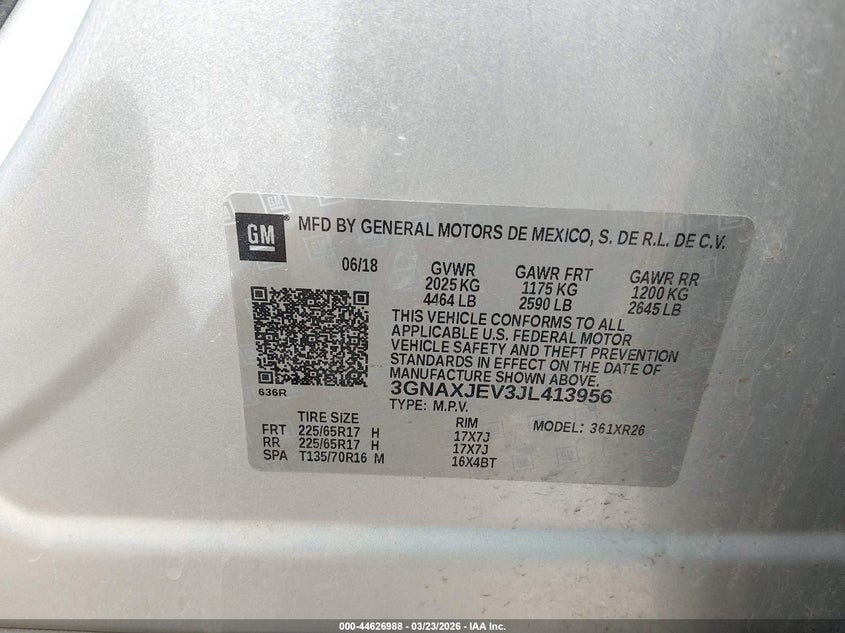 GM
MFD BY GENERAL MOTORS DE MEXICO, S. DE R.L. DE C.V.
06/18 GVWR GAWR FRT GAWR RR
2025 KG 1175 KG 1200 KG
4464 LB 2590 LB 2645 LB
THIS VEHICLE CONFORMS TO ALL
APPLICABLE U.S. FEDERAL MOTOR
VEHICLE SAFETY AND THEFT PREVENTION
STANDARDS IN EFFECT ON THE DATE OF
MANUFACTURE SHOWN ABOVE.
636R
3GNAXJEV3JL413956
TYPE: M.P.V.
TIRE SIZE RIM MODEL: 361XR26
FRT 225/65R17 H 17X7J
RR 225/65R17 H 17X7J
SPA T135/70R16 M 16X4BT
000-44626988 - 03/23/2026 - IAA Inc.